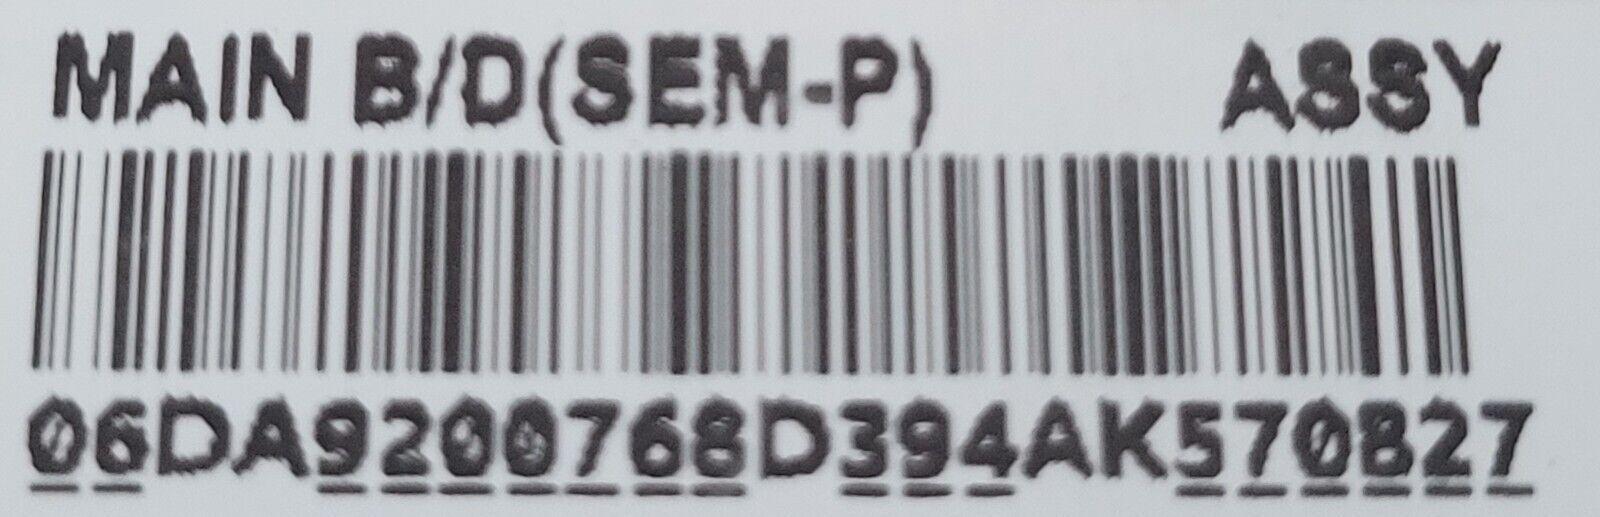 MAIN B/D(SEM-P) ASSY
06DA9200768D394AK570827